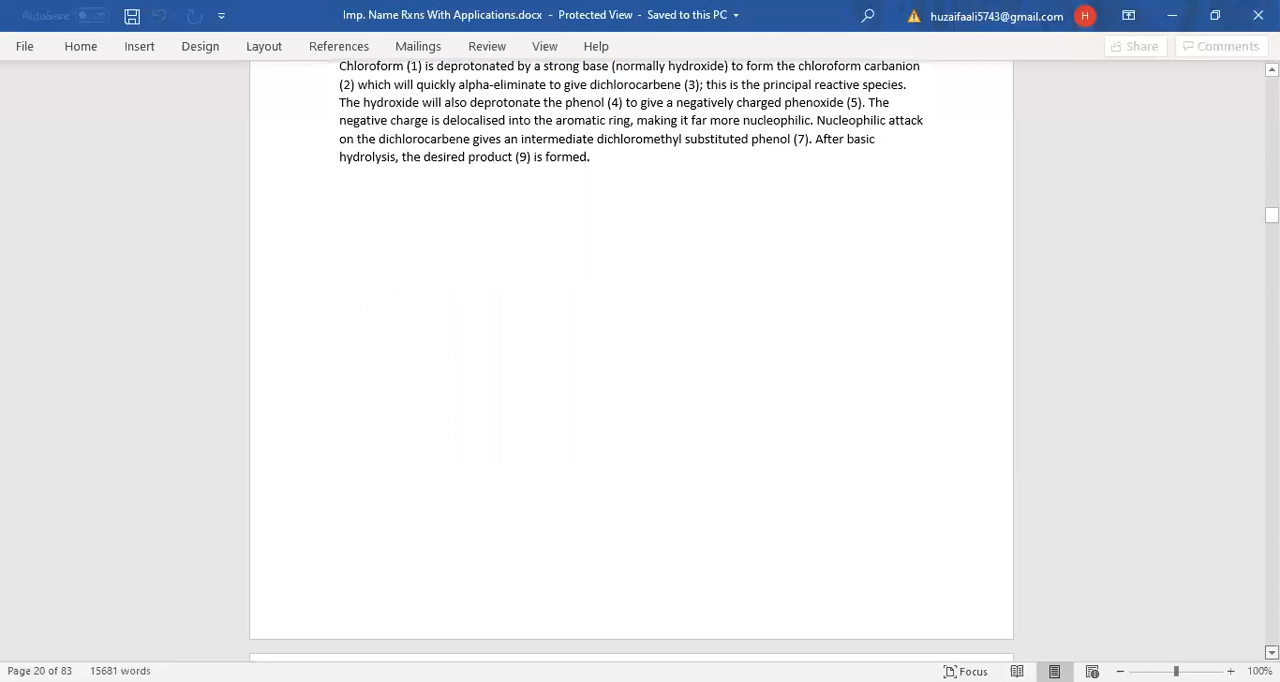 AutoSave Off Imp. Name Rxns With Applications.docx - Protected View - Saved to this PC huzaifaali5743@gmail.com H
File Home Insert Design Layout References Mailings Review View Help Share Comments
Chloroform (1) is deprotonated by a strong base (normally hydroxide) to form the chloroform carbanion
(2) which will quickly alpha-eliminate to give dichlorocarbene (3); this is the principal reactive species.
The hydroxide will also deprotonate the phenol (4) to give a negatively charged phenoxide (5). The
negative charge is delocalised into the aromatic ring, making it far more nucleophilic. Nucleophilic attack
on the dichlorocarbene gives an intermediate dichloromethyl substituted phenol (7). After basic
hydrolysis, the desired product (9) is formed.
Page 20 of 83 15681 words Focus 100%